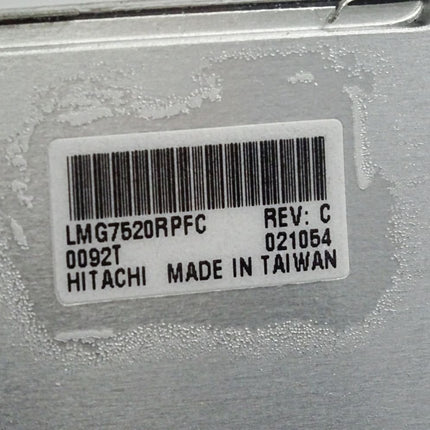 LMG7520RPFC REV: C
0092T 021054
HITACHI MADE IN TAIWAN